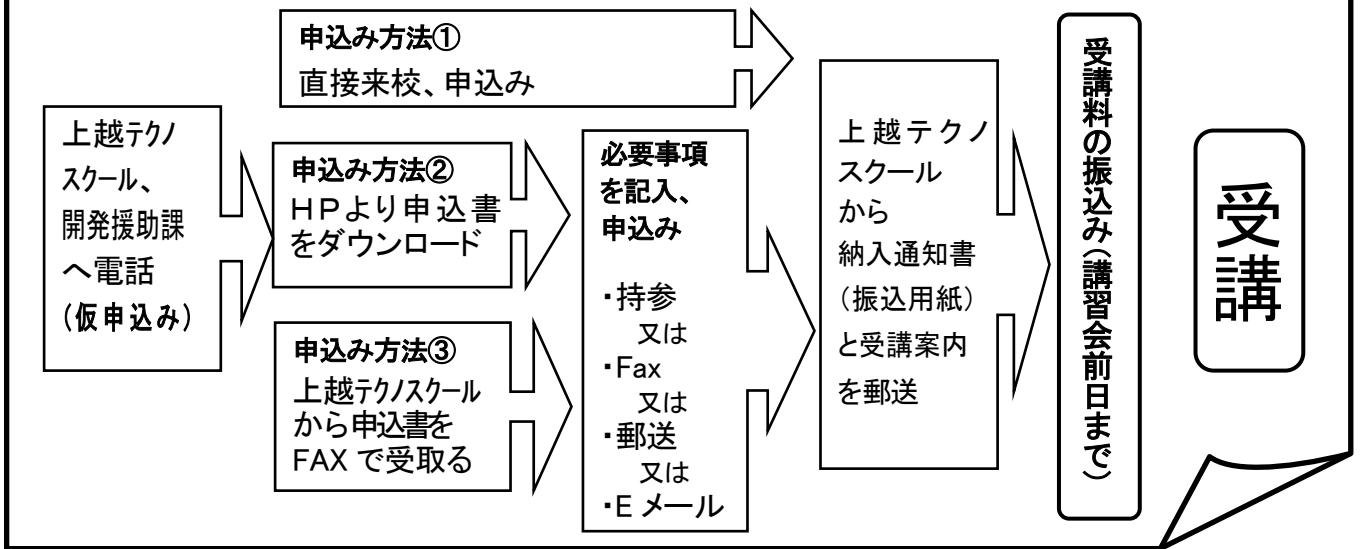 上越テクノ
スクール、
開発援助課
へ電話
(仮申込み)
申込み方法①
直接来校、申込み
申込み方法②
HPより申込書
をダウンロード
申込み方法③
上越テクノスクール
から申込書を
FAX で受取る
必要事項
を記入、
申込み
・持参
又は
・Fax
又は
・郵送
又は
・E メール
上越テクノ
スクール
から
納入通知書
(振込用紙)
と受講案内
を郵送
受講料の振込み(講習会前日まで)
受講